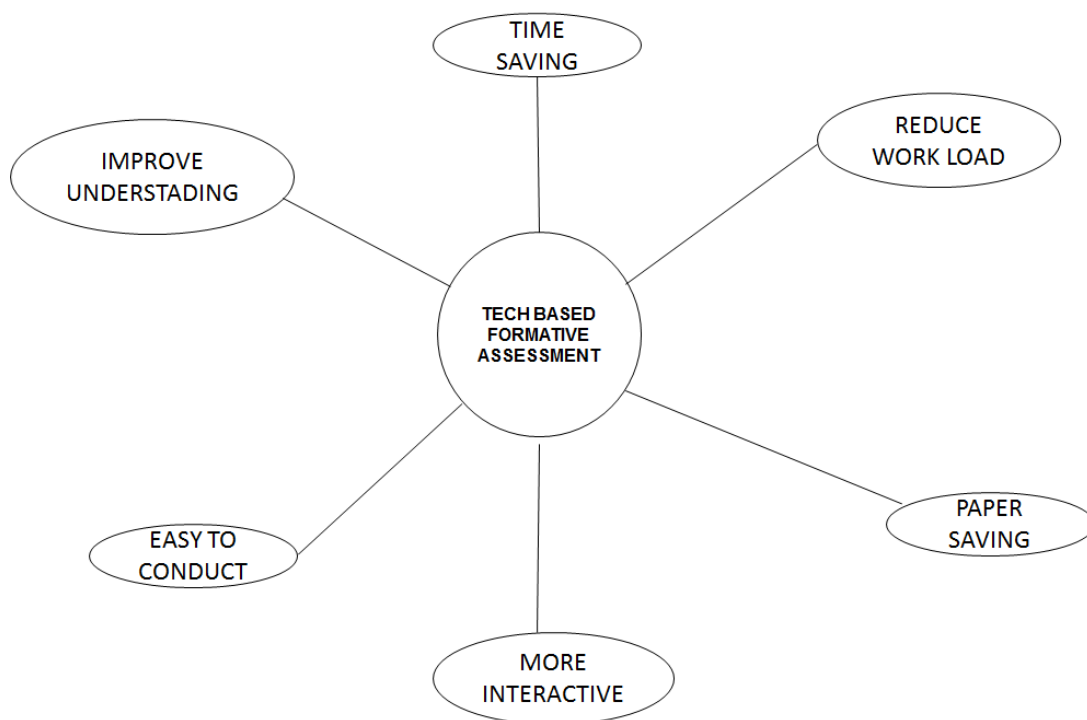 TIME
SAVING
REDUCE
WORK LOAD
IMPROVE
UNDERSTADING
TECH BASED
FORMATIVE
ASSESSMENT
PAPER
SAVING
EASY TO
CONDUCT
MORE
INTERACTIVE